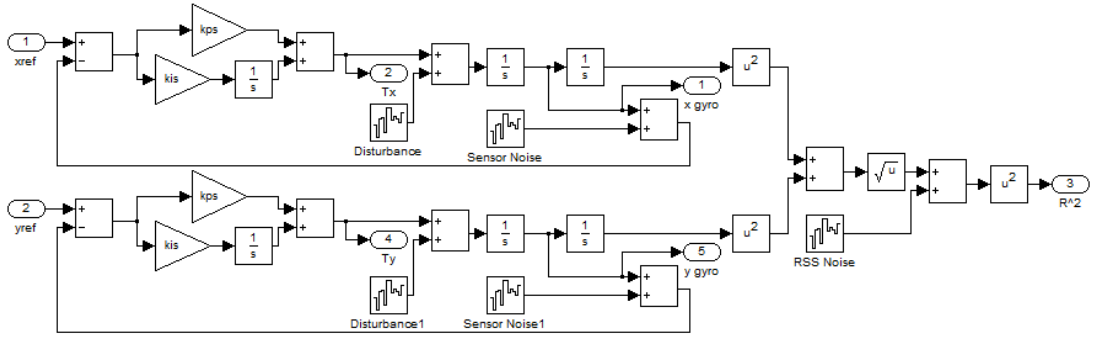 kps
1
xref
+
−
kis
1
s
+
+
2
Tx
+
+
Disturbance
1
s
1
s
Sensor Noise
u²
1
x gyro
+
+
+
+
√u
+
+
u²
3
R^2
RSS Noise
kps
2
yref
+
−
kis
1
s
+
+
4
Ty
+
+
Disturbance1
1
s
1
s
Sensor Noise1
u²
5
y gyro
+
+